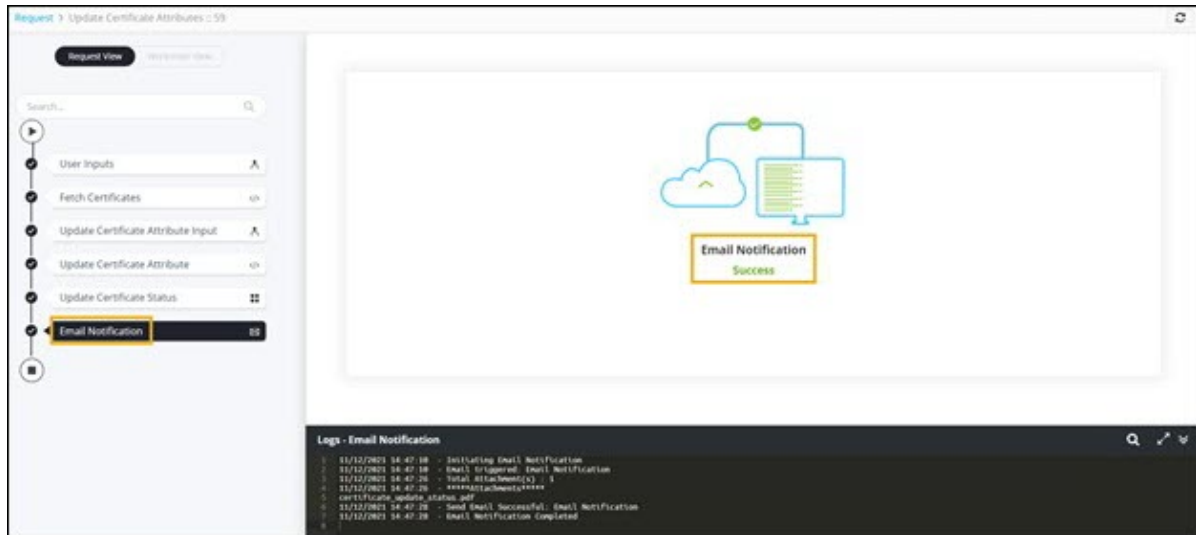 Request > Update Certificate Attributes :: 59
Request View
Search...
User Inputs
Fetch Certificates
Update Certificate Attribute Input
Update Certificate Attribute
Update Certificate Status
Email Notification
Email Notification
Success
Logs - Email Notification
1 11/12/2021 14:47:10 - Initiating Email Notification
2 11/12/2021 14:47:10 - Email triggered: Email Notification
3 11/12/2021 14:47:26 - Total Attachment(s) : 1
4 11/12/2021 14:47:26 - *****Attachments*****
5 certificate_update_status.pdf
6 11/12/2021 14:47:28 - Send Email Successful: Email Notification
7 11/12/2021 14:47:28 - Email Notification Completed
8